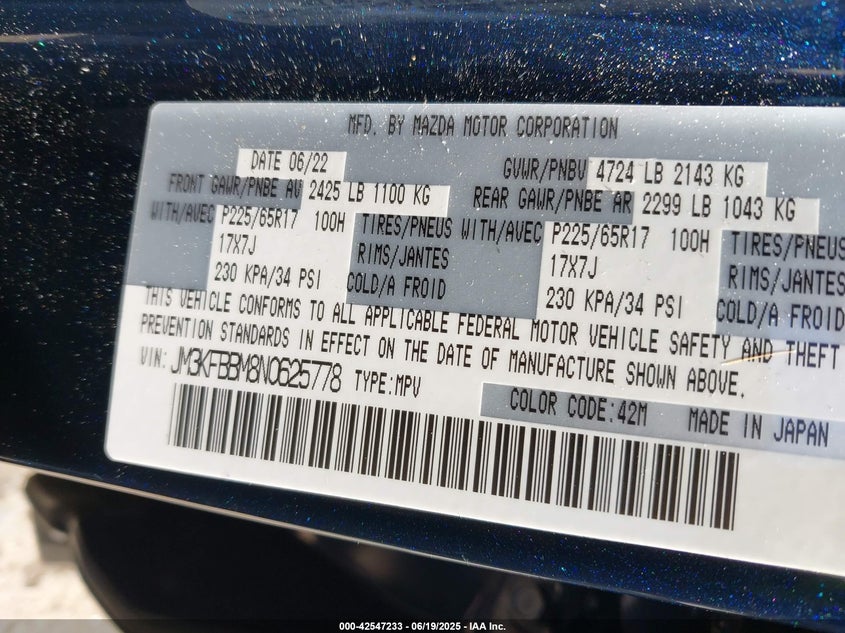 MFD. BY MAZDA MOTOR CORPORATION
DATE 06/22 GVWR/PNBV 4724 LB 2143 KG
FRONT GAWR/PNBE AV 2425 LB 1100 KG REAR GAWR/PNBE AR 2299 LB 1043 KG
WITH/AVEC P225/65R17 100H TIRES/PNEUS WITH/AVEC P225/65R17 100H TIRES/PNEUS
17X7J RIMS/JANTES 17X7J RIMS/JANTES
230 KPA/34 PSI COLD/A FROID 230 KPA/34 PSI COLD/A FROID
THIS VEHICLE CONFORMS TO ALL APPLICABLE FEDERAL MOTOR VEHICLE SAFETY AND THEFT
PREVENTION STANDARDS IN EFFECT ON THE DATE OF MANUFACTURE SHOWN ABOVE.
VIN: JM3KFBBM8N0625778 TYPE:MPV
COLOR CODE:42M MADE IN JAPAN
000-42547233 - 06/19/2025 - IAA Inc.